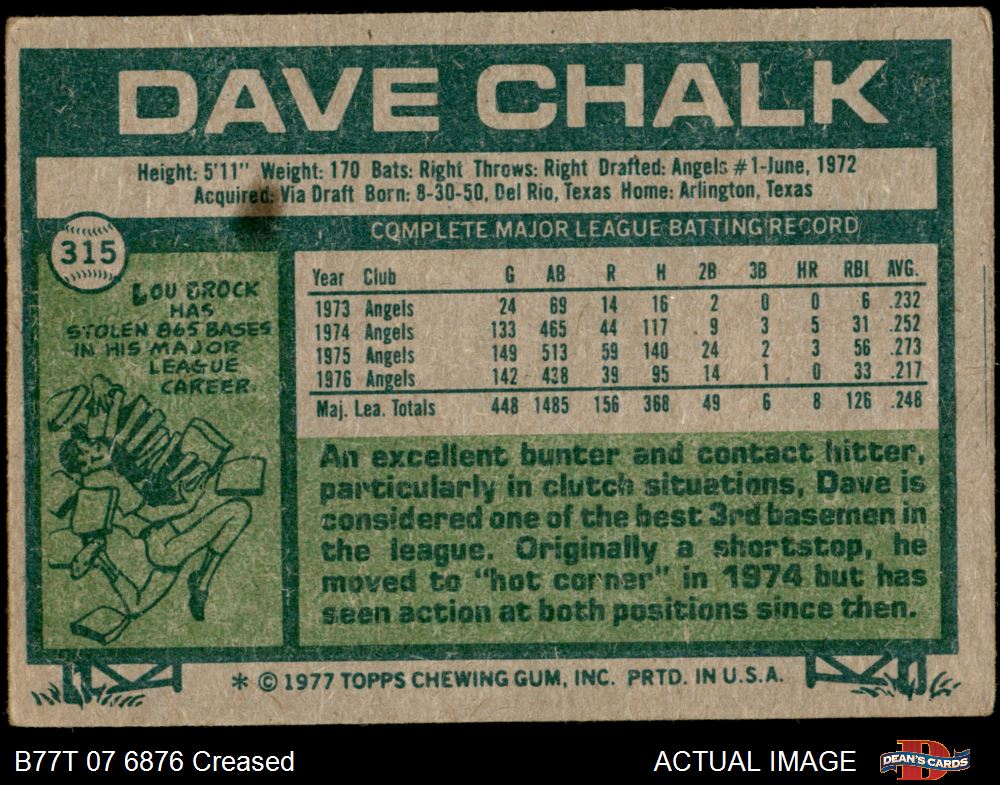 DAVE CHALK
Height: 5'11" Weight: 170 Bats: Right Throws: Right Drafted: Angels #1-June, 1972
Acquired: Via Draft Born: 8-30-50, Del Rio, Texas Home: Arlington, Texas
315
LOU BROCK
HAS
STOLEN 865 BASES
IN HIS MAJOR
LEAGUE
CAREER.
COMPLETE MAJOR LEAGUE BATTING RECORD
Year Club G AB R H 2B 3B HR RBI AVG.
1973 Angels 24 69 14 16 2 0 0 6 .232
1974 Angels 133 465 44 117 9 3 5 31 .252
1975 Angels 149 513 59 140 24 2 3 56 .273
1976 Angels 142 438 39 95 14 1 0 33 .217
Maj. Lea. Totals 448 1485 156 368 49 6 8 126 .248
An excellent bunter and contact hitter,
particularly in clutch situations, Dave is
considered one of the best 3rd basemen in
the league. Originally a shortstop, he
moved to "hot corner" in 1974 but has
seen action at both positions since then.
* © 1977 TOPPS CHEWING GUM, INC. PRTD. IN U.S.A.
B77T 07 6876 Creased
ACTUAL IMAGE
D
DEAN'S CARDS